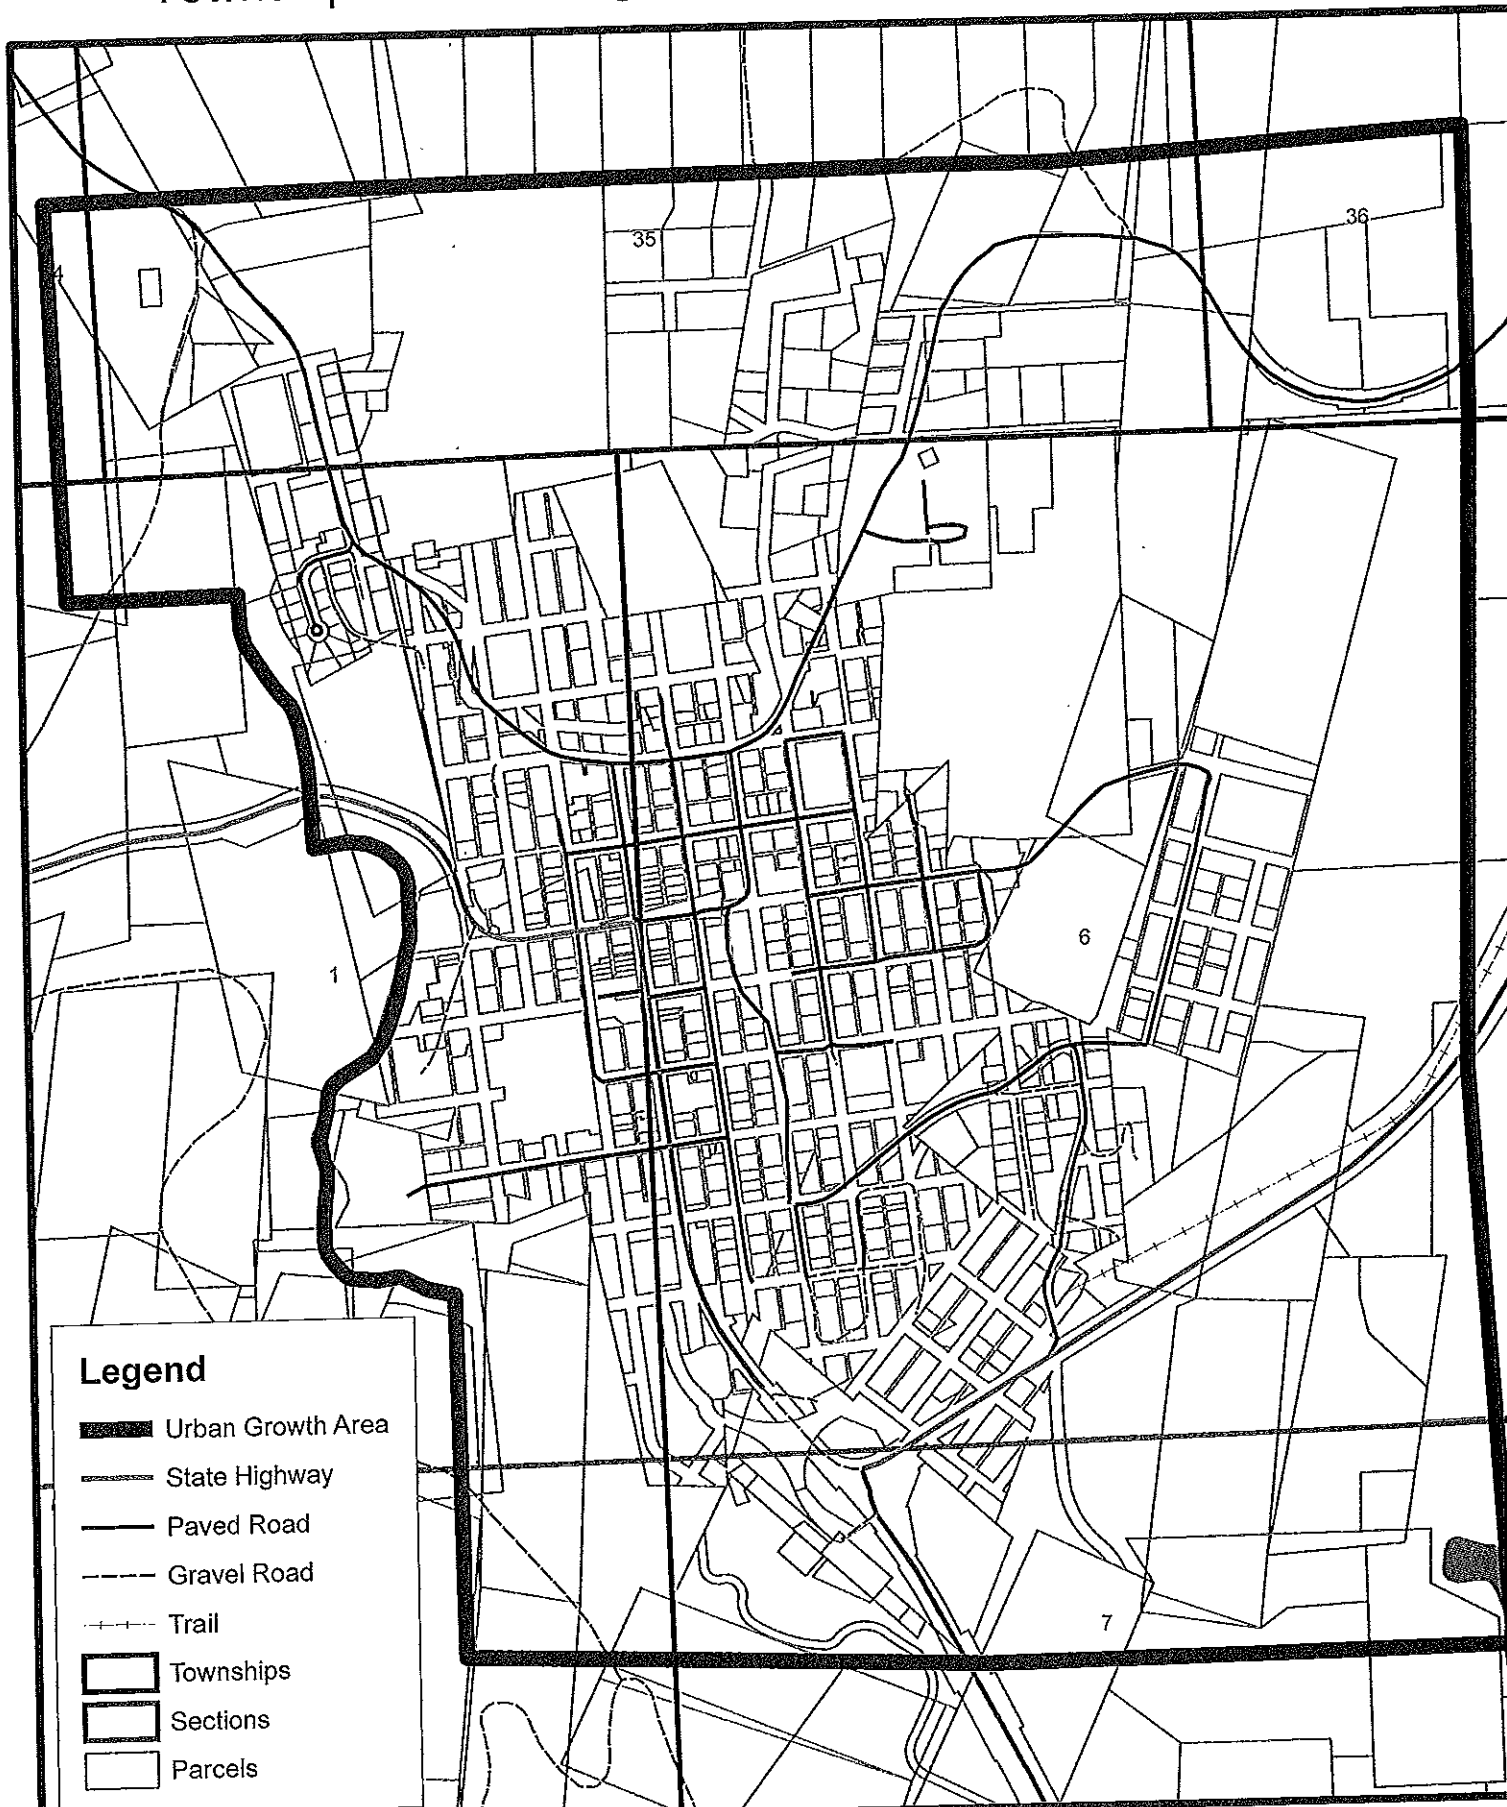 35
36
4
6
1
7
Legend
Urban Growth Area
State Highway
Paved Road
Gravel Road
Trail
Townships
Sections
Parcels